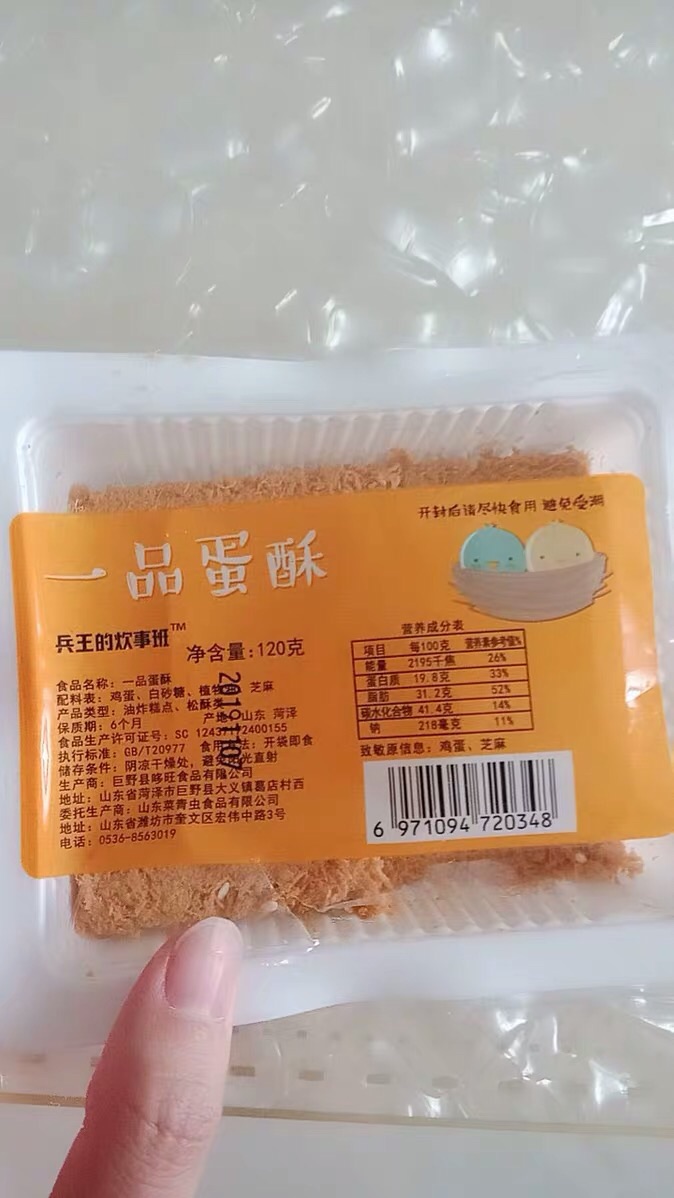 开封后请尽快食用 避免受潮
一品蛋酥
兵王的炊事班™
净含量:120克
食品名称: 一品蛋酥
配料表: 鸡蛋、白砂糖、植物 、芝麻
产品类型: 油炸糕点、松酥类
保质期: 6个月 产地:山东 菏泽
食品生产许可证号: SC 1243 2400155
执行标准: GB/T20977 食用 法: 开袋即食
储存条件: 阴凉干燥处, 避免 光直射
生产商: 巨野县哆旺食品有限公司
地址: 山东省菏泽市巨野县大义镇葛店村西
委托生产商: 山东菜青虫食品有限公司
地址: 山东省潍坊市奎文区宏伟中路3号
电话: 0536-8563019
20191107
营养成分表
项目 每100克 营养素参考值%
能量 2195千焦 26%
蛋白质 19.8克 33%
脂肪 31.2克 52%
碳水化合物 41.4克 14%
钠 218毫克 11%
致敏原信息: 鸡蛋、芝麻
6 971094 720348